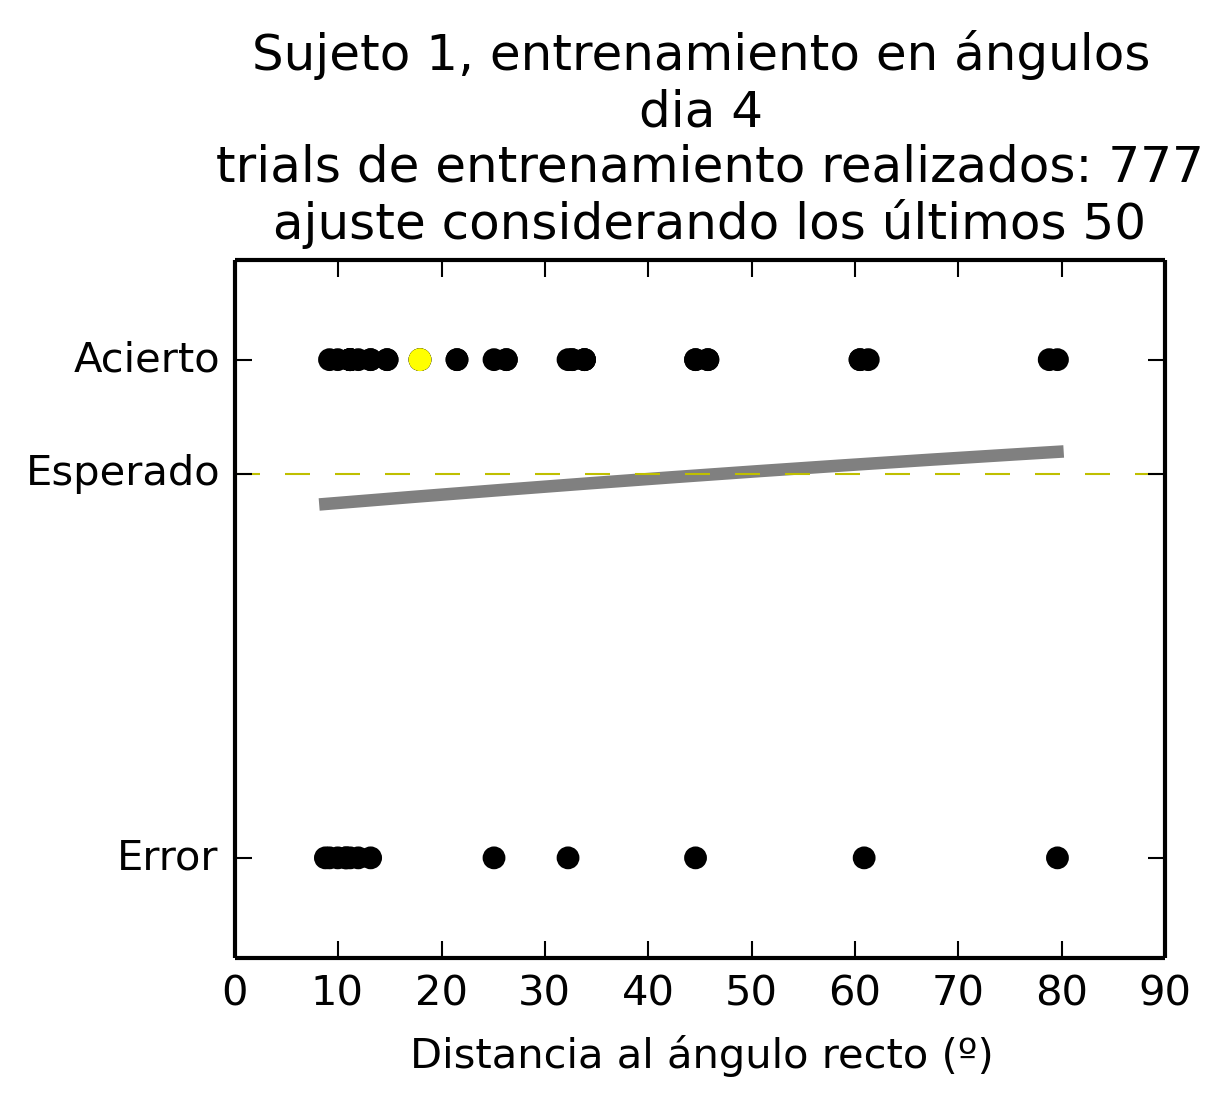 Sujeto 1, entrenamiento en ángulos
dia 4
trials de entrenamiento realizados: 777
ajuste considerando los últimos 50
Acierto
Esperado
Error
0 10 20 30 40 50 60 70 80 90
Distancia al ángulo recto (º)